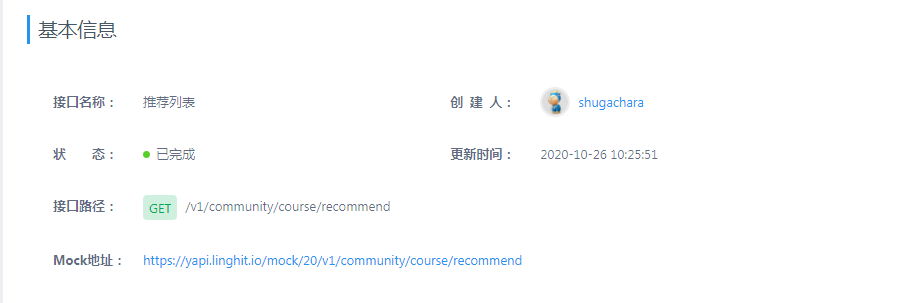 基本信息
接口名称： 推荐列表 创 建 人： shugachara
状 态： 已完成 更新时间： 2020-10-26 10:25:51
接口路径： GET /v1/community/course/recommend
Mock地址： https://yapi.linghit.io/mock/20/v1/community/course/recommend